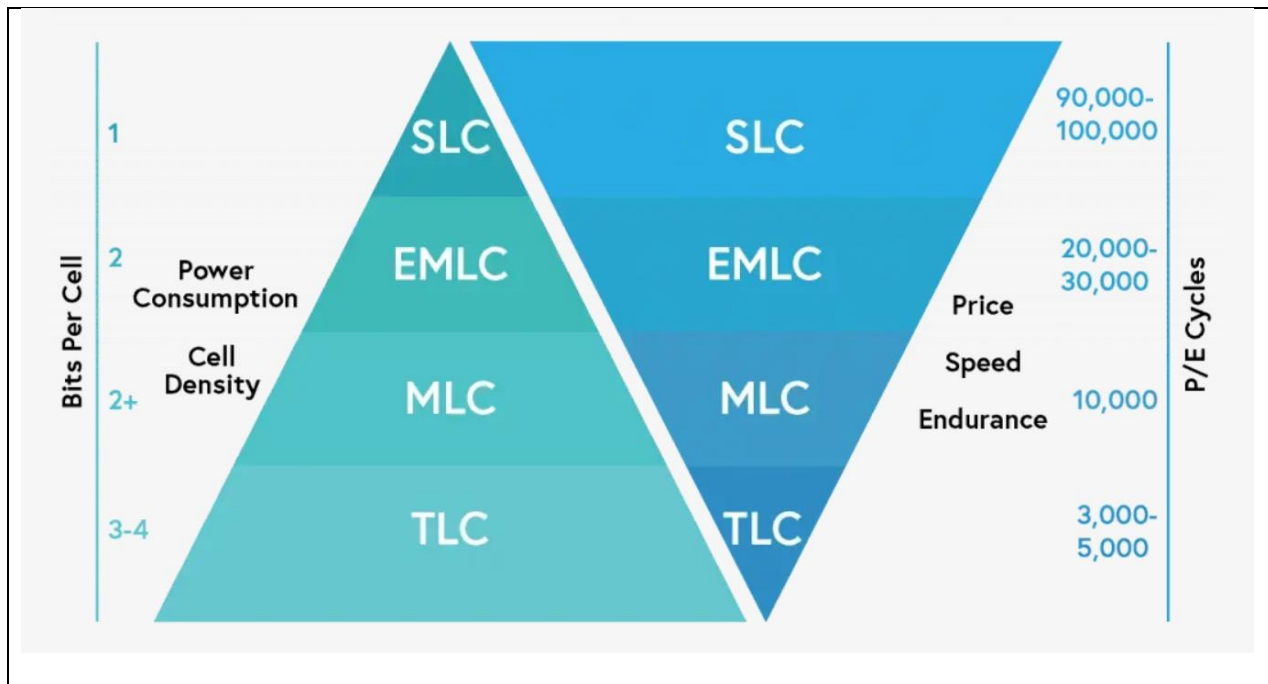 Bits Per Cell
1
2
2+
3-4
Power
Consumption
Cell
Density
SLC
EMLC
MLC
TLC
SLC
EMLC
MLC
TLC
Price
Speed
Endurance
90,000-
100,000
20,000-
30,000
10,000
3,000-
5,000
P/E Cycles